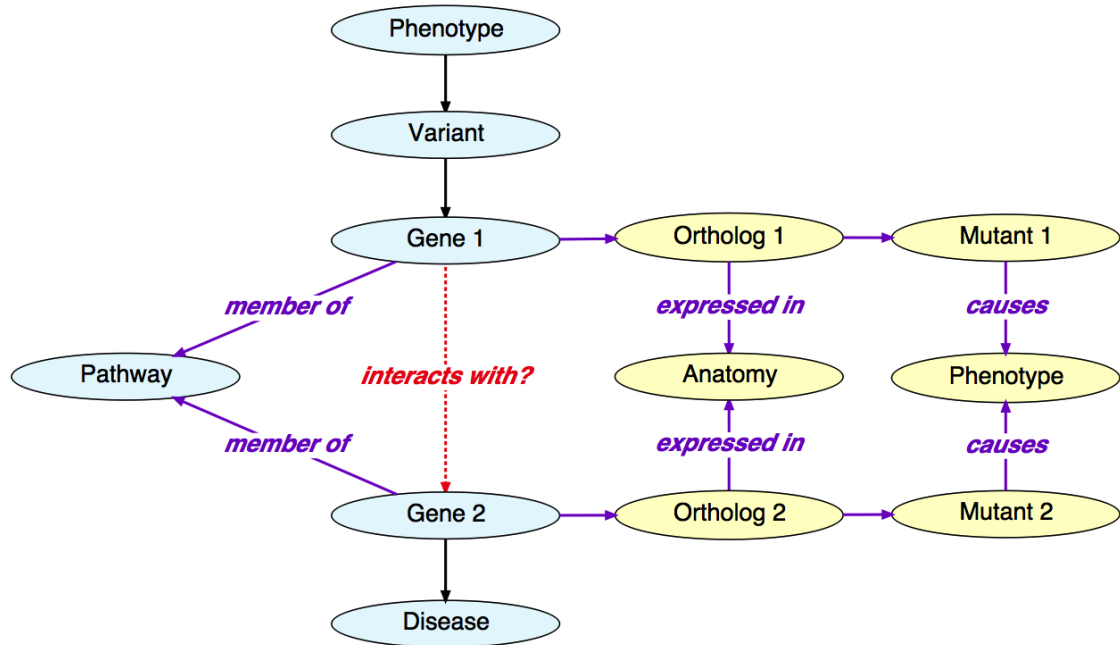 Phenotype
Variant
Gene 1
Ortholog 1
Mutant 1
member of
expressed in
causes
Pathway
interacts with?
Anatomy
Phenotype
member of
expressed in
causes
Gene 2
Ortholog 2
Mutant 2
Disease